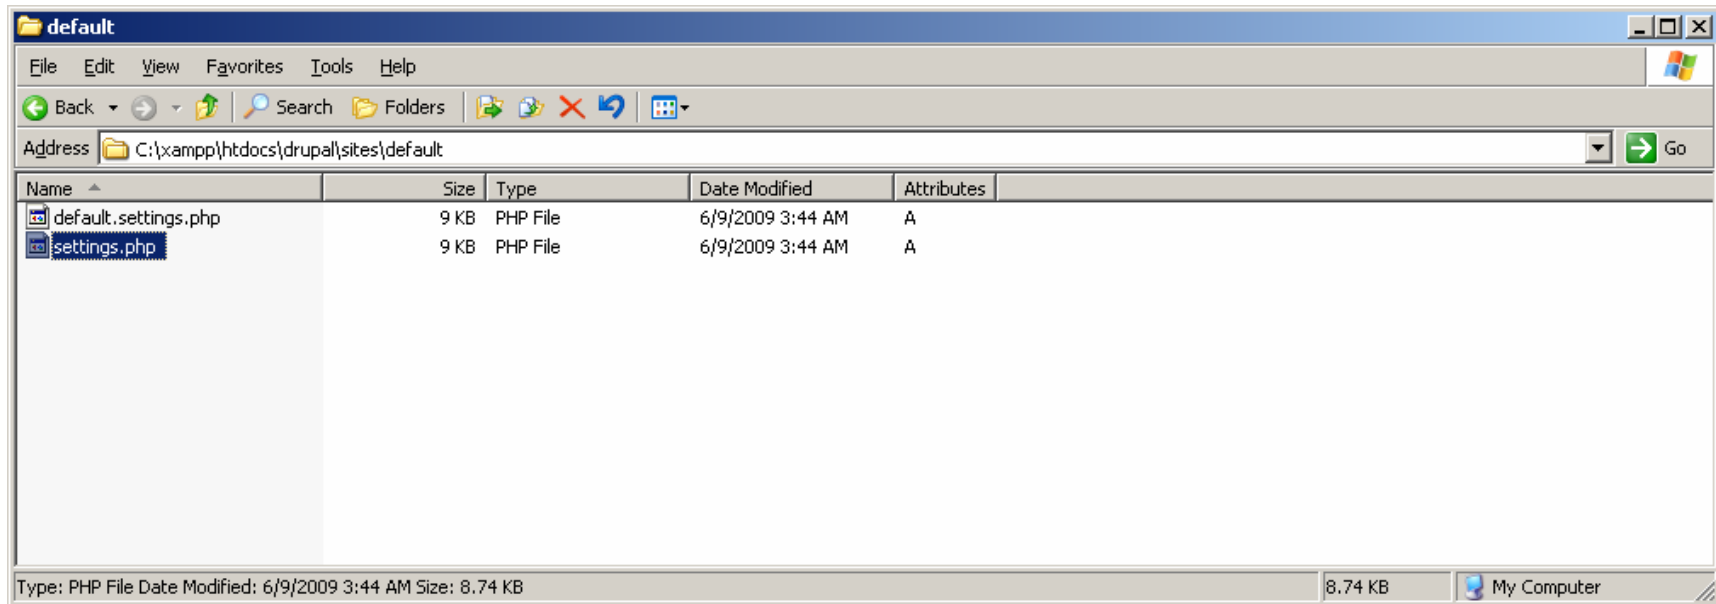 default
File Edit View Favorites Tools Help
Back Search Folders
Address C:\xampp\htdocs\drupal\sites\default Go
Name Size Type Date Modified Attributes
default.settings.php 9 KB PHP File 6/9/2009 3:44 AM A
settings.php 9 KB PHP File 6/9/2009 3:44 AM A
Type: PHP File Date Modified: 6/9/2009 3:44 AM Size: 8.74 KB 8.74 KB My Computer